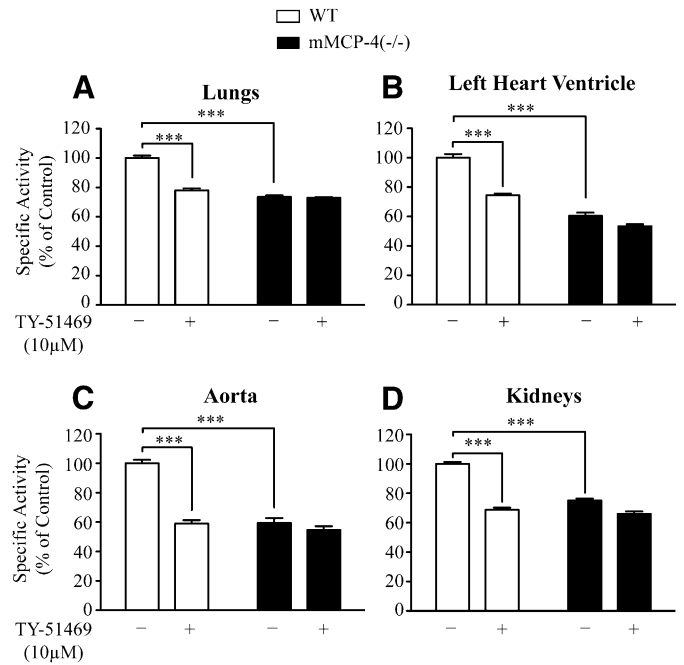 WT
mMCP-4(-/-)
A
Lungs
***
***
120
100
80
60
40
20
0
Specific Activity
(% of Control)
TY-51469
(10μM)
− + − +
B
Left Heart Ventricle
***
***
120
100
80
60
40
20
0
− + − +
C
Aorta
***
***
120
100
80
60
40
20
0
Specific Activity
(% of Control)
TY-51469
(10μM)
− + − +
D
Kidneys
***
***
120
100
80
60
40
20
0
− + − +